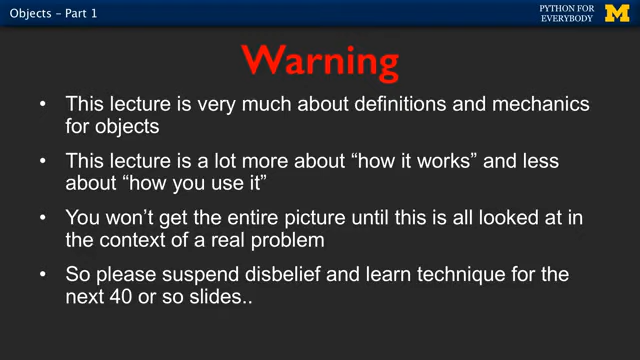 Objects – Part 1
PYTHON FOR
EVERYBODY
M
Warning
• This lecture is very much about definitions and mechanics
for objects
• This lecture is a lot more about “how it works” and less
about “how you use it”
• You won’t get the entire picture until this is all looked at in
the context of a real problem
• So please suspend disbelief and learn technique for the
next 40 or so slides..